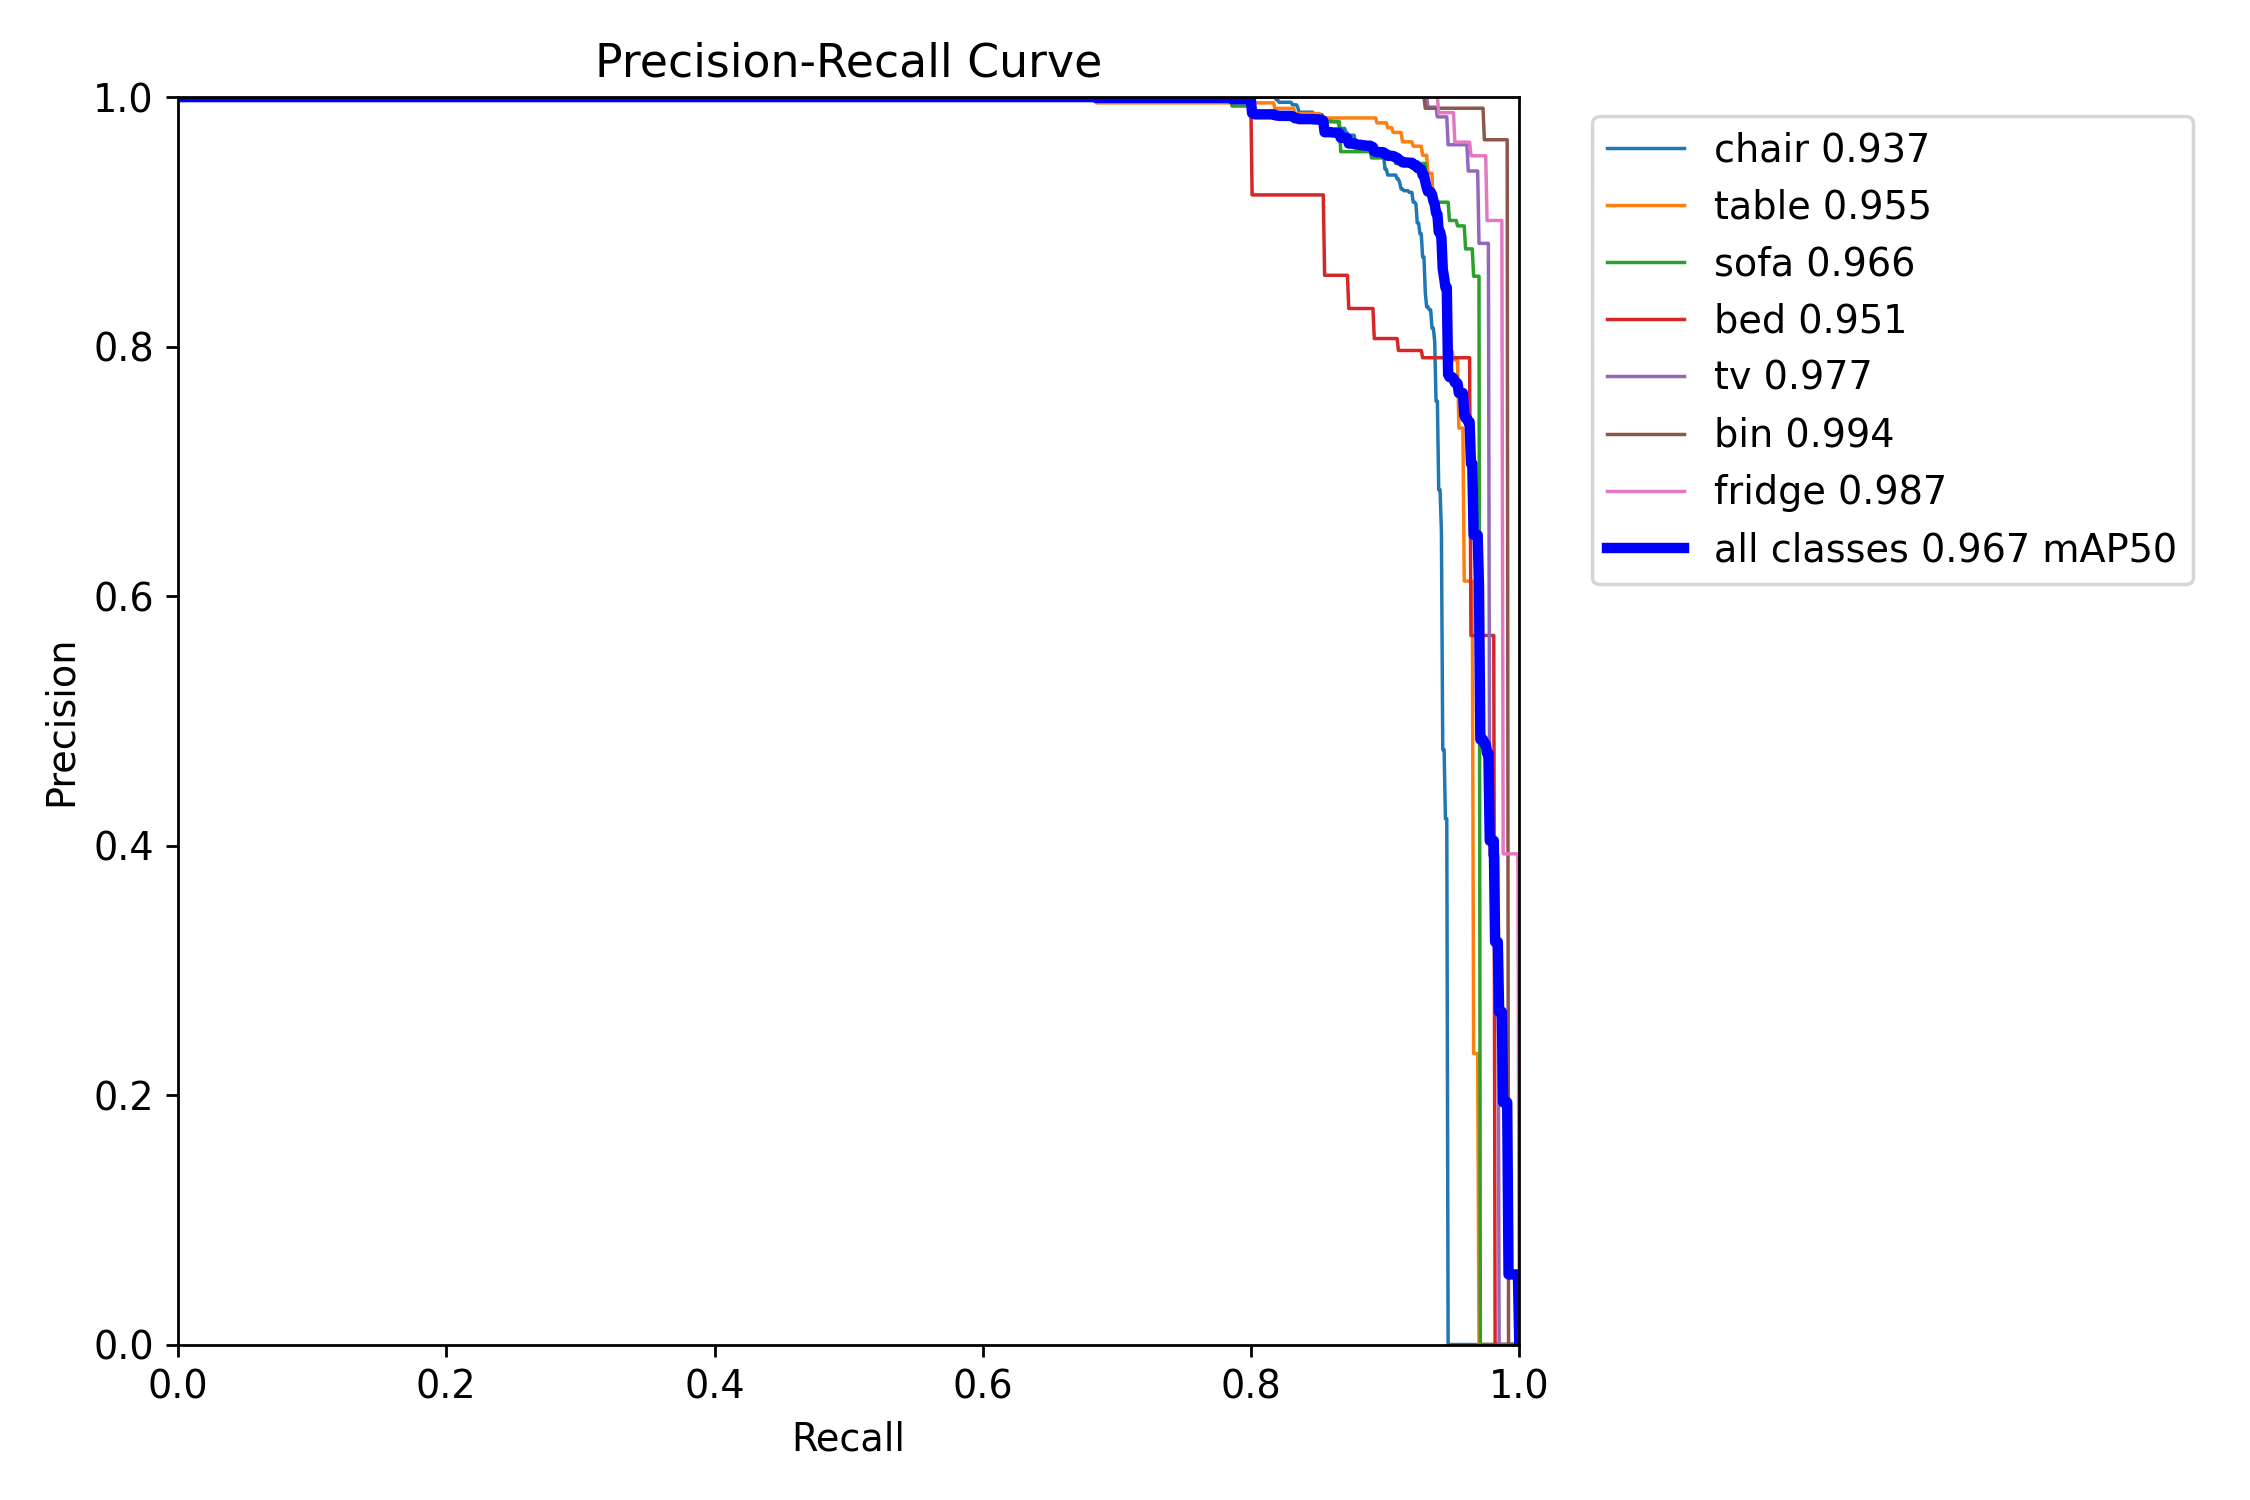 Precision-Recall Curve
1.0
0.8
0.6
0.4
0.2
0.0
Precision
0.0 0.2 0.4 0.6 0.8 1.0
Recall
chair 0.937
table 0.955
sofa 0.966
bed 0.951
tv 0.977
bin 0.994
fridge 0.987
all classes 0.967 mAP50